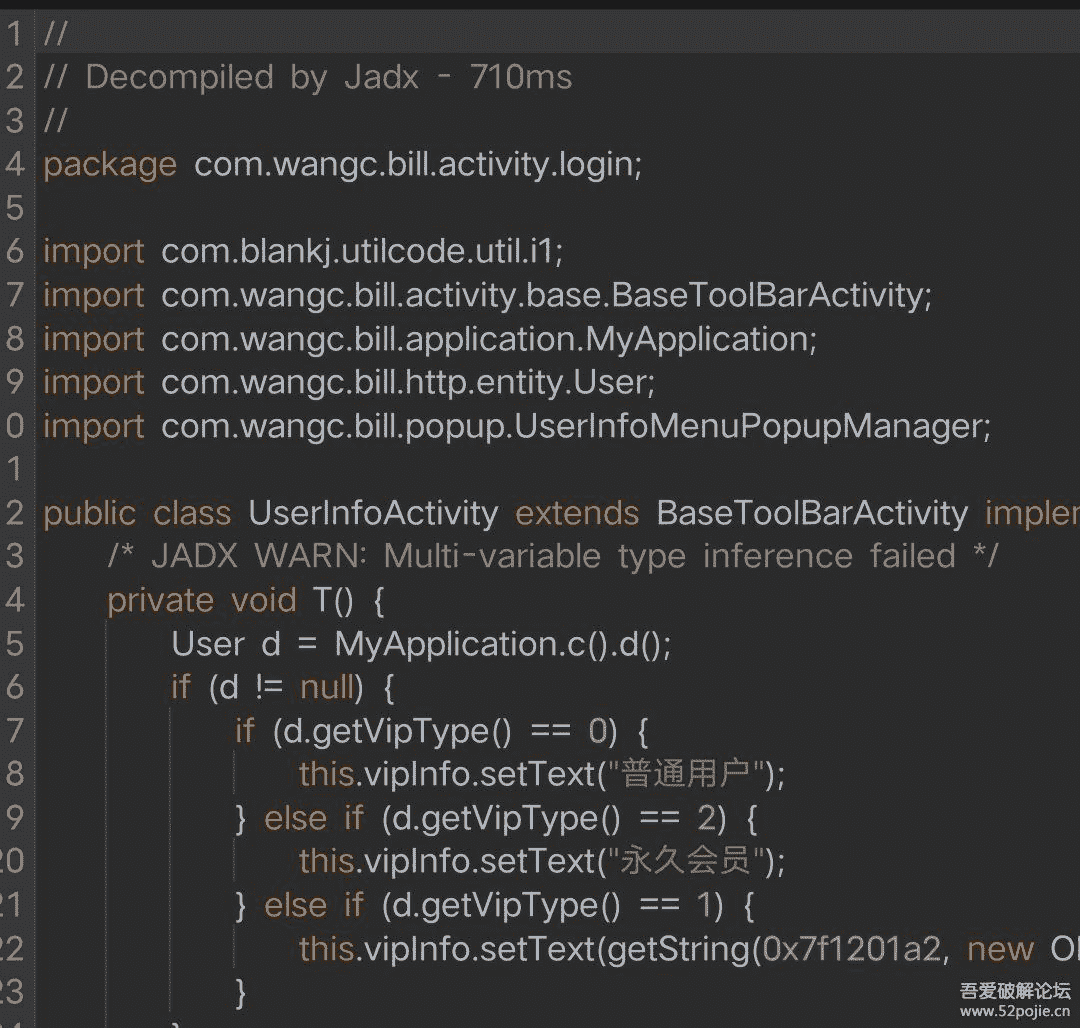 1 //
2 // Decompiled by Jadx - 710ms
3 //
4 package com.wangc.bill.activity.login;
5
6 import com.blankj.utilcode.util.i1;
7 import com.wangc.bill.activity.base.BaseToolBarActivity;
8 import com.wangc.bill.application.MyApplication;
9 import com.wangc.bill.http.entity.User;
0 import com.wangc.bill.popup.UserInfoMenuPopupManager;
1
2 public class UserInfoActivity extends BaseToolBarActivity implem
3 /* JADX WARN: Multi-variable type inference failed */
4 private void T() {
5 User d = MyApplication.c().d();
6 if (d != null) {
7 if (d.getVipType() == 0) {
8 this.vipInfo.setText("普通用户");
9 } else if (d.getVipType() == 2) {
20 this.vipInfo.setText("永久会员");
21 } else if (d.getVipType() == 1) {
22 this.vipInfo.setText(getString(0x7f1201a2, new Ob
23 }
吾爱破解论坛
www.52pojie.cn